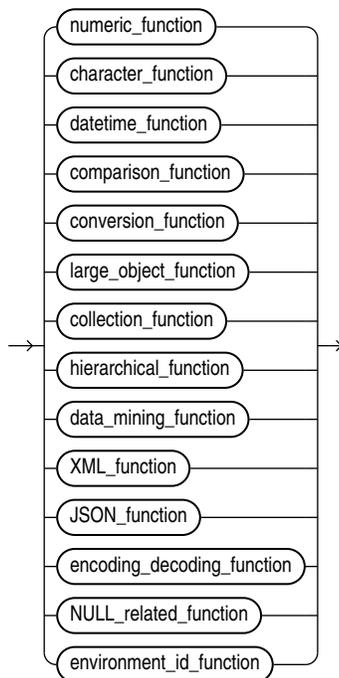 numeric_function
character_function
datetime_function
comparison_function
conversion_function
large_object_function
collection_function
hierarchical_function
data_mining_function
XML_function
JSON_function
encoding_decoding_function
NULL_related_function
environment_id_function